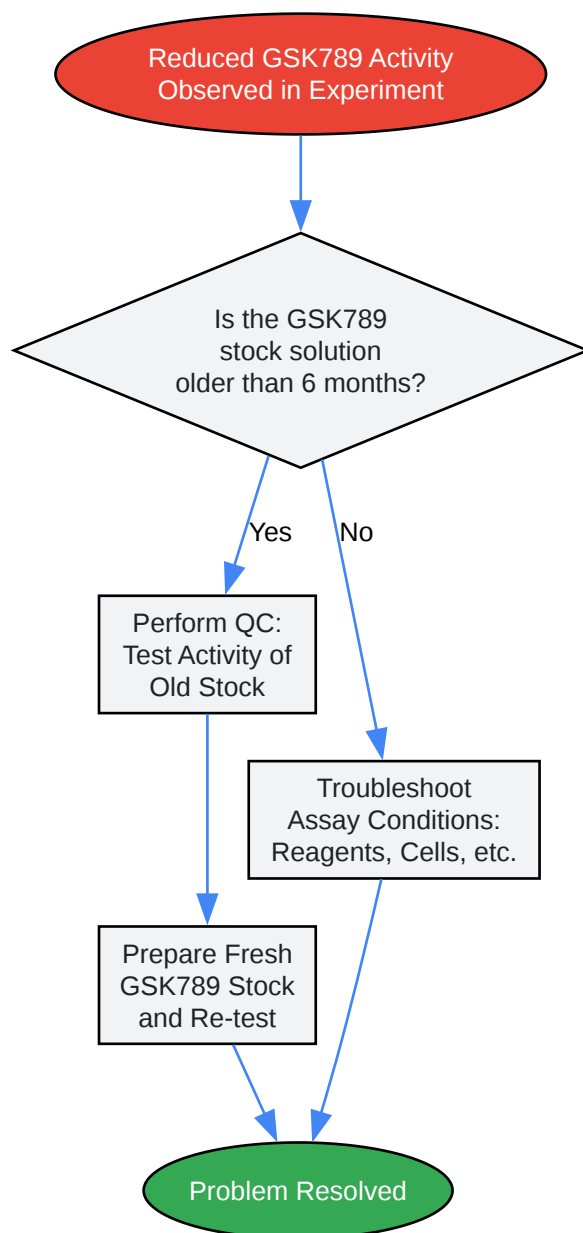 Reduced GSK789 Activity
Observed in Experiment
Is the GSK789
stock solution
older than 6 months?
Yes
No
Perform QC:
Test Activity of
Old Stock
Troubleshoot
Assay Conditions:
Reagents, Cells, etc.
Prepare Fresh
GSK789 Stock
and Re-test
Problem Resolved